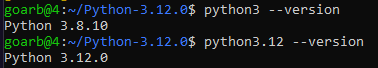 goarb@4:~/Python-3.12.0$ python3 --version
Python 3.8.10
goarb@4:~/Python-3.12.0$ python3.12 --version
Python 3.12.0